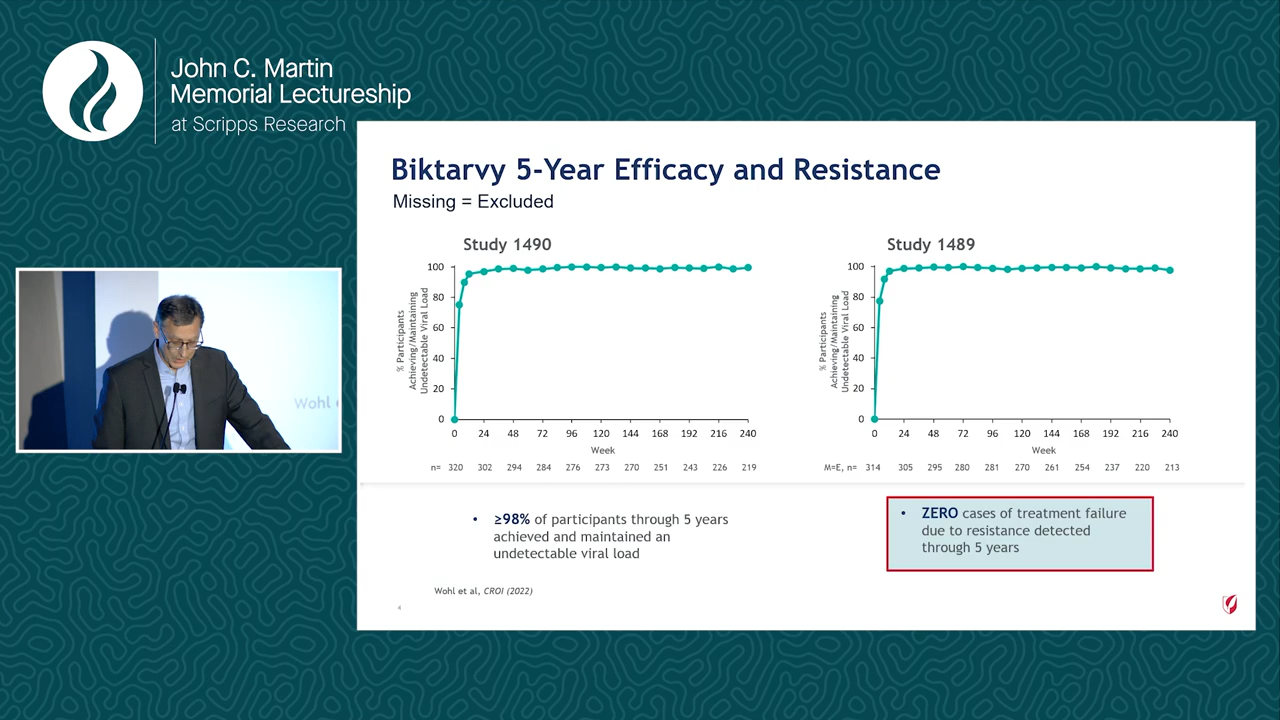 John C. Martin
Memorial Lectureship
at Scripps Research
Biktarvy 5-Year Efficacy and Resistance
Missing = Excluded
Study 1490
% Participants
Achieving/Maintaining
Undetectable Viral Load
100
80
60
40
20
0
0 24 48 72 96 120 144 168 192 216 240
Week
n= 320 302 294 284 276 273 270 251 243 226 219
Study 1489
% Participants
Achieving/Maintaining
Undetectable Viral Load
100
80
60
40
20
0
0 24 48 72 96 120 144 168 192 216 240
Week
M=E, n= 314 305 295 280 281 270 261 254 237 220 213
• ≥98% of participants through 5 years
achieved and maintained an
undetectable viral load
• ZERO cases of treatment failure
due to resistance detected
through 5 years
Wohl et al, CROI (2022)
Wohl